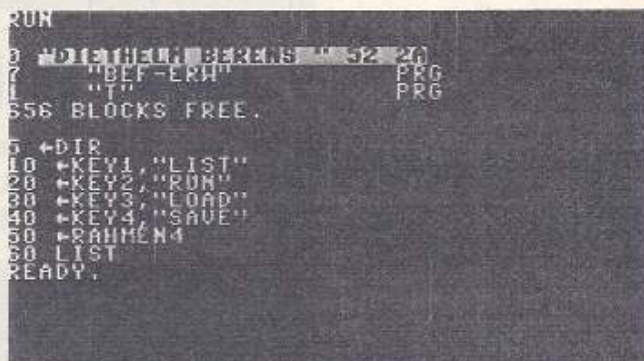 RUN
0 "DIETHELM BERENS " 52 2A
7 "BEF-ERW" PRG
1 "T" PRG
656 BLOCKS FREE.
5 ←DIR
10 ←KEY1,"LIST"
20 ←KEY2,"RUN"
30 ←KEY3,"LOAD"
40 ←KEY4,"SAVE"
50 ←RAHMEN4
60 LIST
READY.